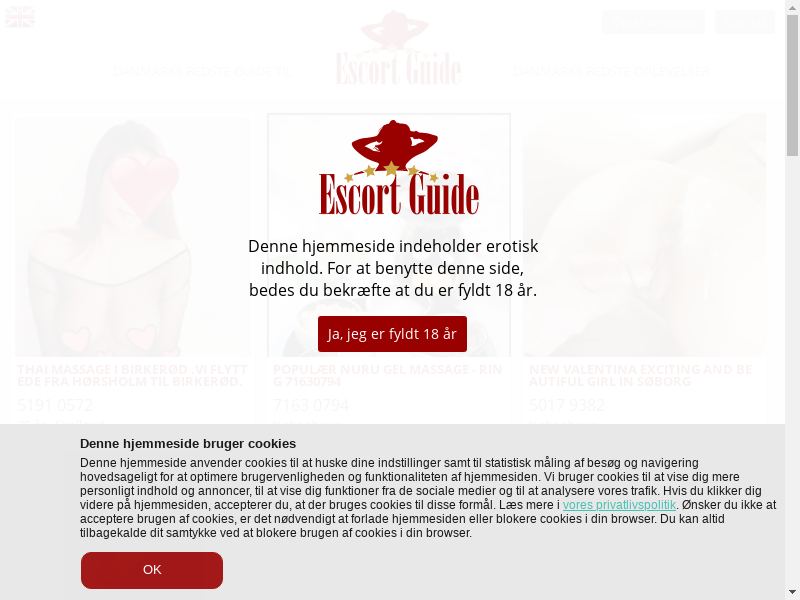 Escort Guide
Escort Guide
Denne hjemmeside indeholder erotisk
indhold. For at benytte denne side,
bedes du bekræfte at du er fyldt 18 år.
Ja, jeg er fyldt 18 år
THAI MASSAGE I BIRKERØD .VI FLYTT
EDE FRA HØRSHOLM TIL BIRKERØD.
5191 0572
POPULÆR NURU GEL MASSAGE - RIN
G 71630794
7163 0794
NEW VALENTINA EXCITING AND BE
AUTIFUL GIRL IN SØBORG
5017 9382
Denne hjemmeside bruger cookies
Denne hjemmeside anvender cookies til at huske dine indstillinger samt til statistisk måling af besøg og navigering
hovedsageligt for at optimere brugervenligheden og funktionaliteten af hjemmesiden. Vi bruger cookies til at vise dig mere
personligt indhold og annoncer, til at vise dig funktioner fra de sociale medier og til at analysere vores trafik. Hvis du klikker dig
videre på hjemmesiden, accepterer du, at der bruges cookies til disse formål. Læs mere i vores privatlivspolitik. Ønsker du ikke at
acceptere brugen af cookies, er det nødvendigt at forlade hjemmesiden eller blokere cookies i din browser. Du kan altid
tilbagekalde dit samtykke ved at blokere brugen af cookies i din browser.
OK